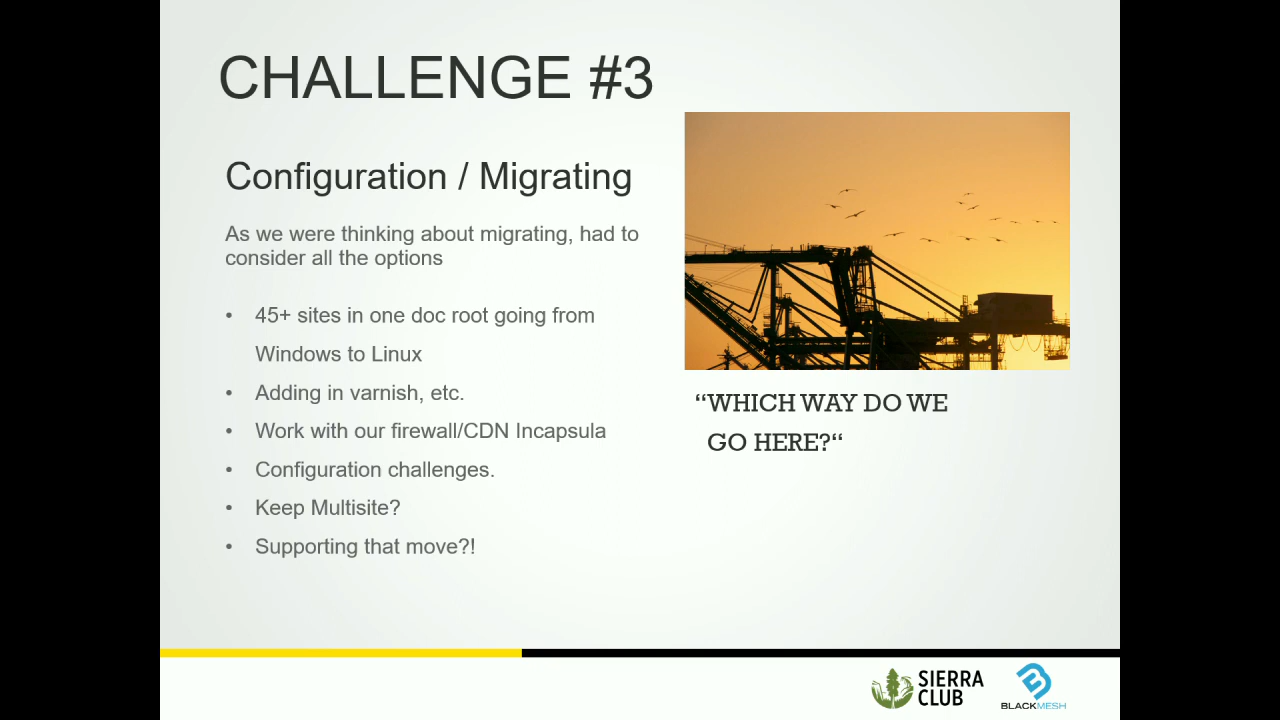 CHALLENGE #3
Configuration / Migrating
As we were thinking about migrating, had to
consider all the options
• 45+ sites in one doc root going from
Windows to Linux
• Adding in varnish, etc.
• Work with our firewall/CDN Incapsula
• Configuration challenges.
• Keep Multisite?
• Supporting that move?!
“WHICH WAY DO WE
GO HERE?“
SIERRA
CLUB
BLACKMESH